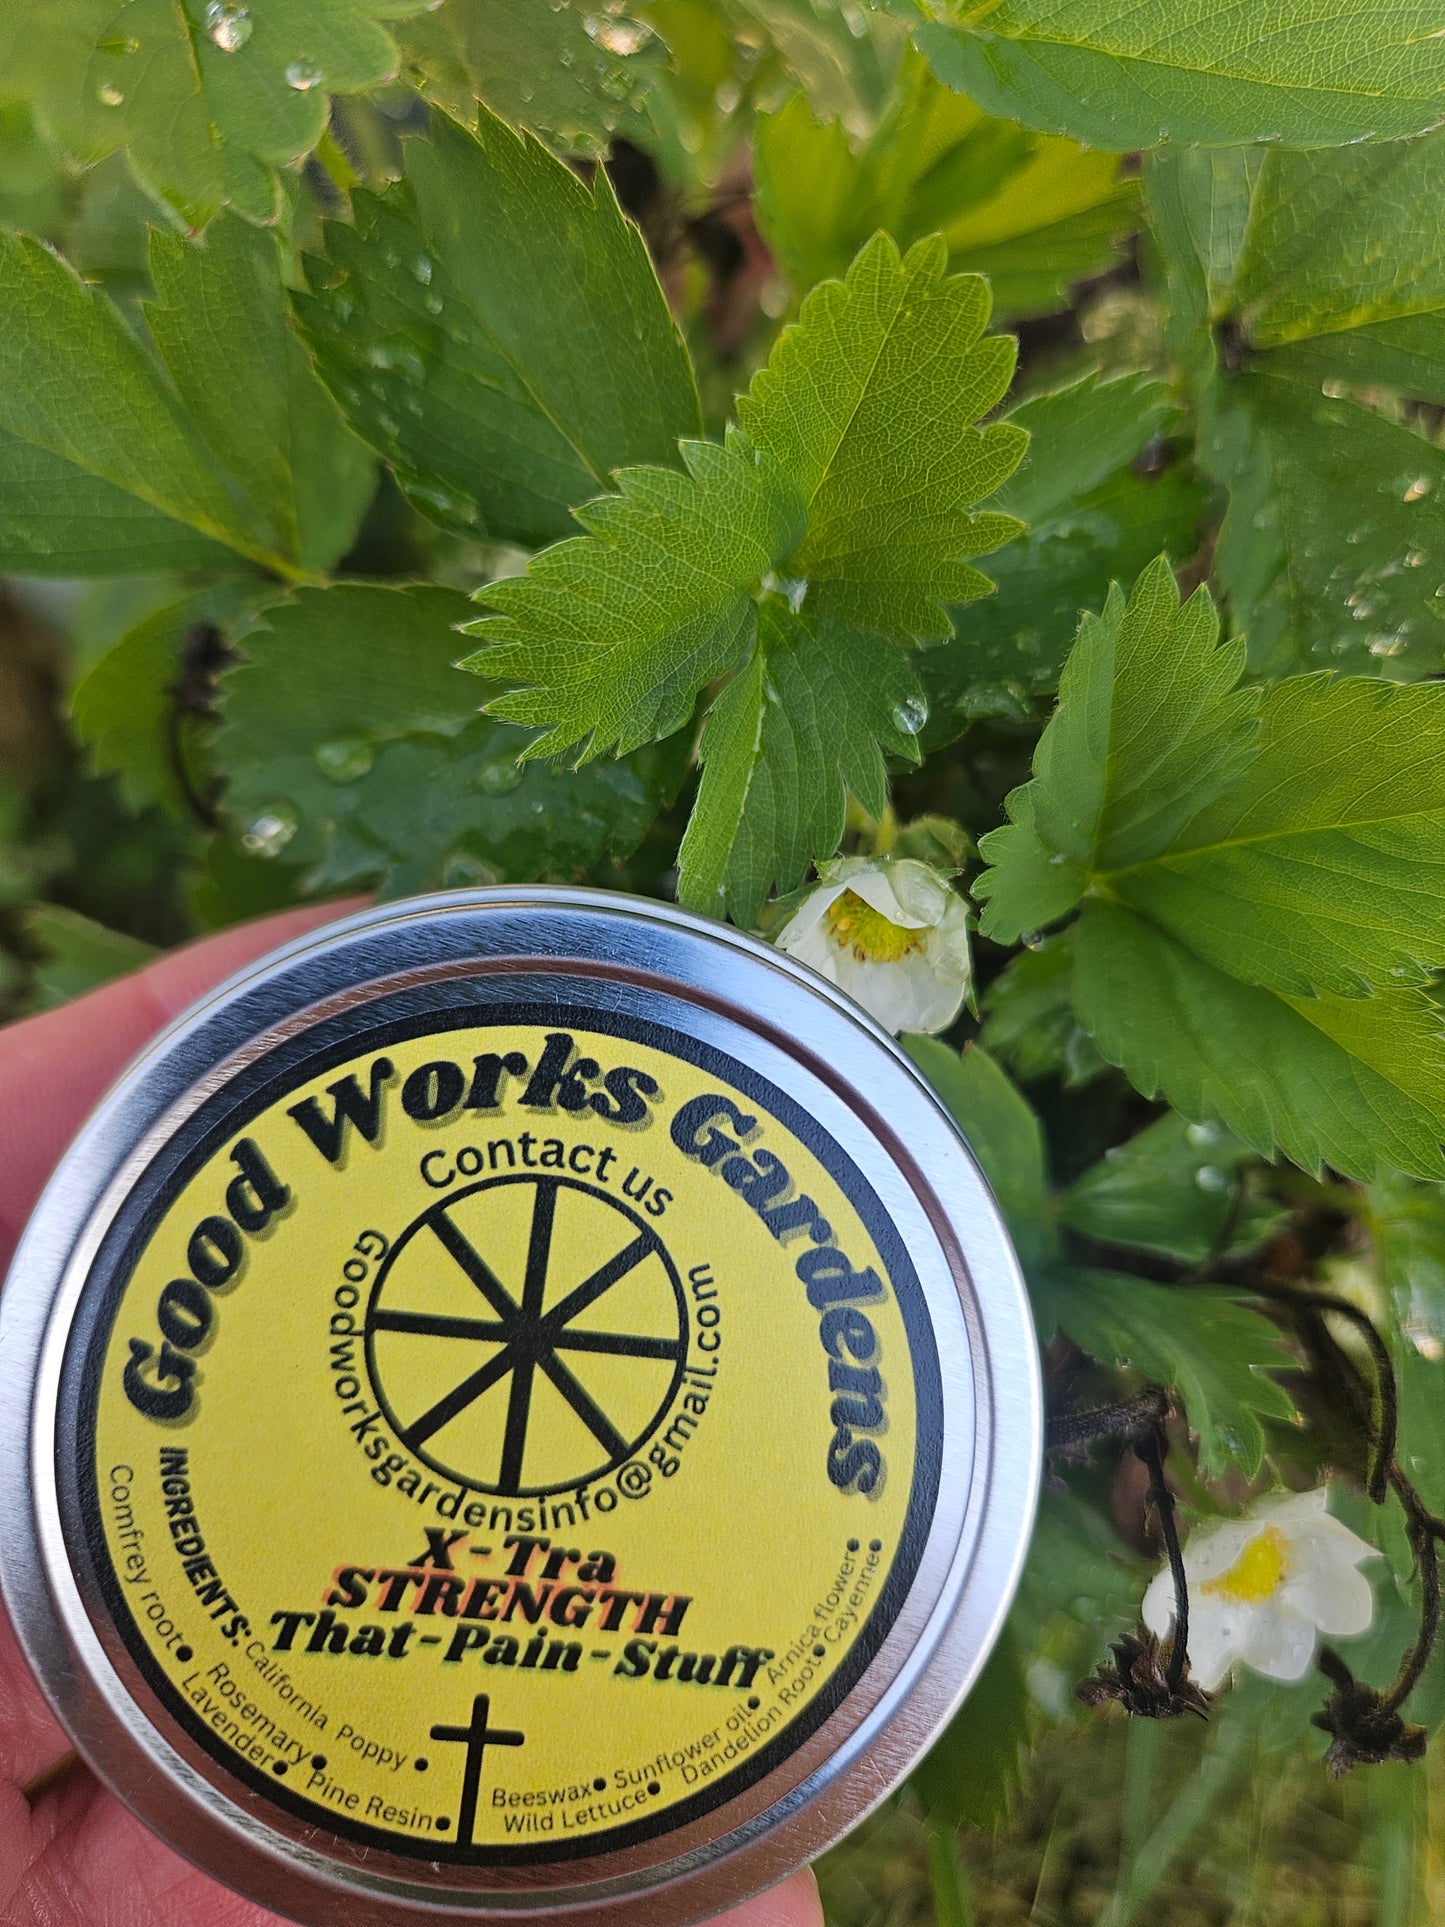 Good Works Gardens
Contact us
Goodworksgardensinfo@gmail.com
X-Tra
STRENGTH
That-Pain-Stuff
INGREDIENTS:
Comfrey root●
California Poppy ●
Rosemary●
Lavender●
Pine Resin●
Beeswax● Sunflower oil●
Wild Lettuce●
Arnica flower●
Dandelion Root● Cayenne●